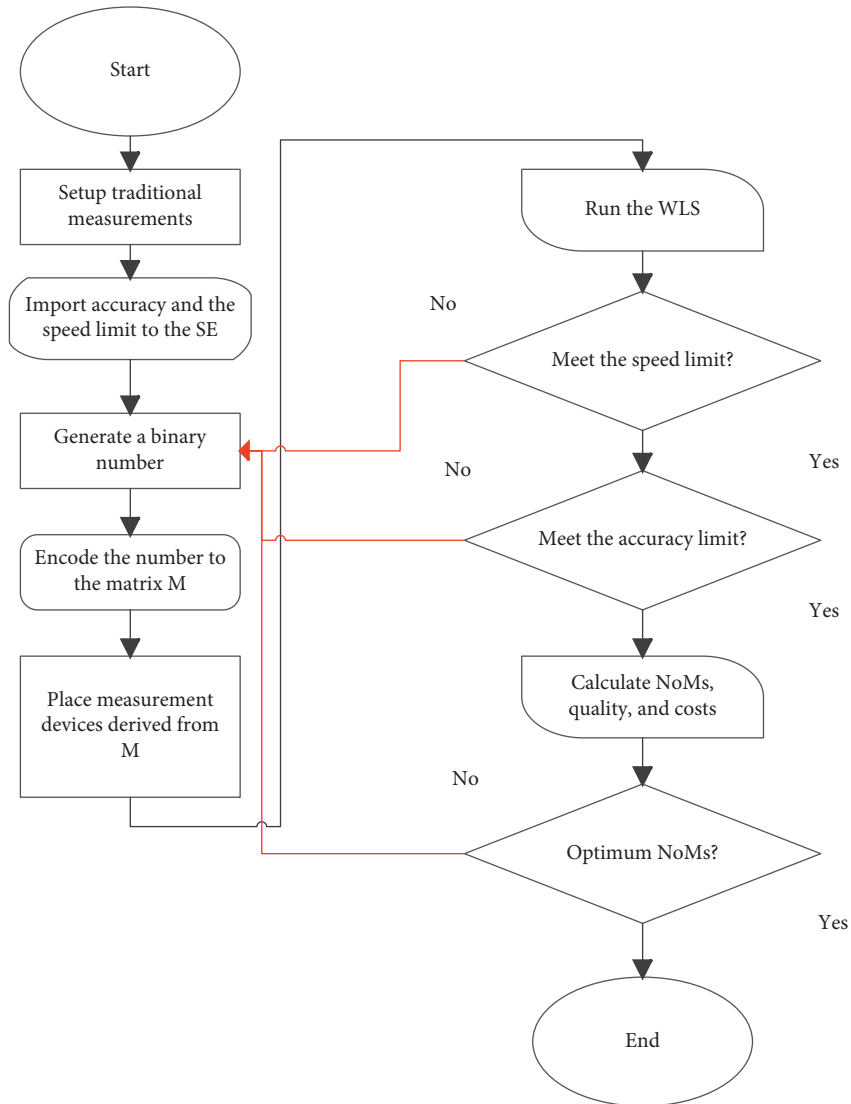 Start
Setup traditional
measurements
Import accuracy and the
speed limit to the SE
Generate a binary
number
Encode the number to
the matrix M
Place measurement
devices derived from
M
Run the WLS
No
Meet the speed limit?
Yes
No
Meet the accuracy limit?
Yes
Calculate NoMs,
quality, and costs
No
Optimum NoMs?
Yes
End